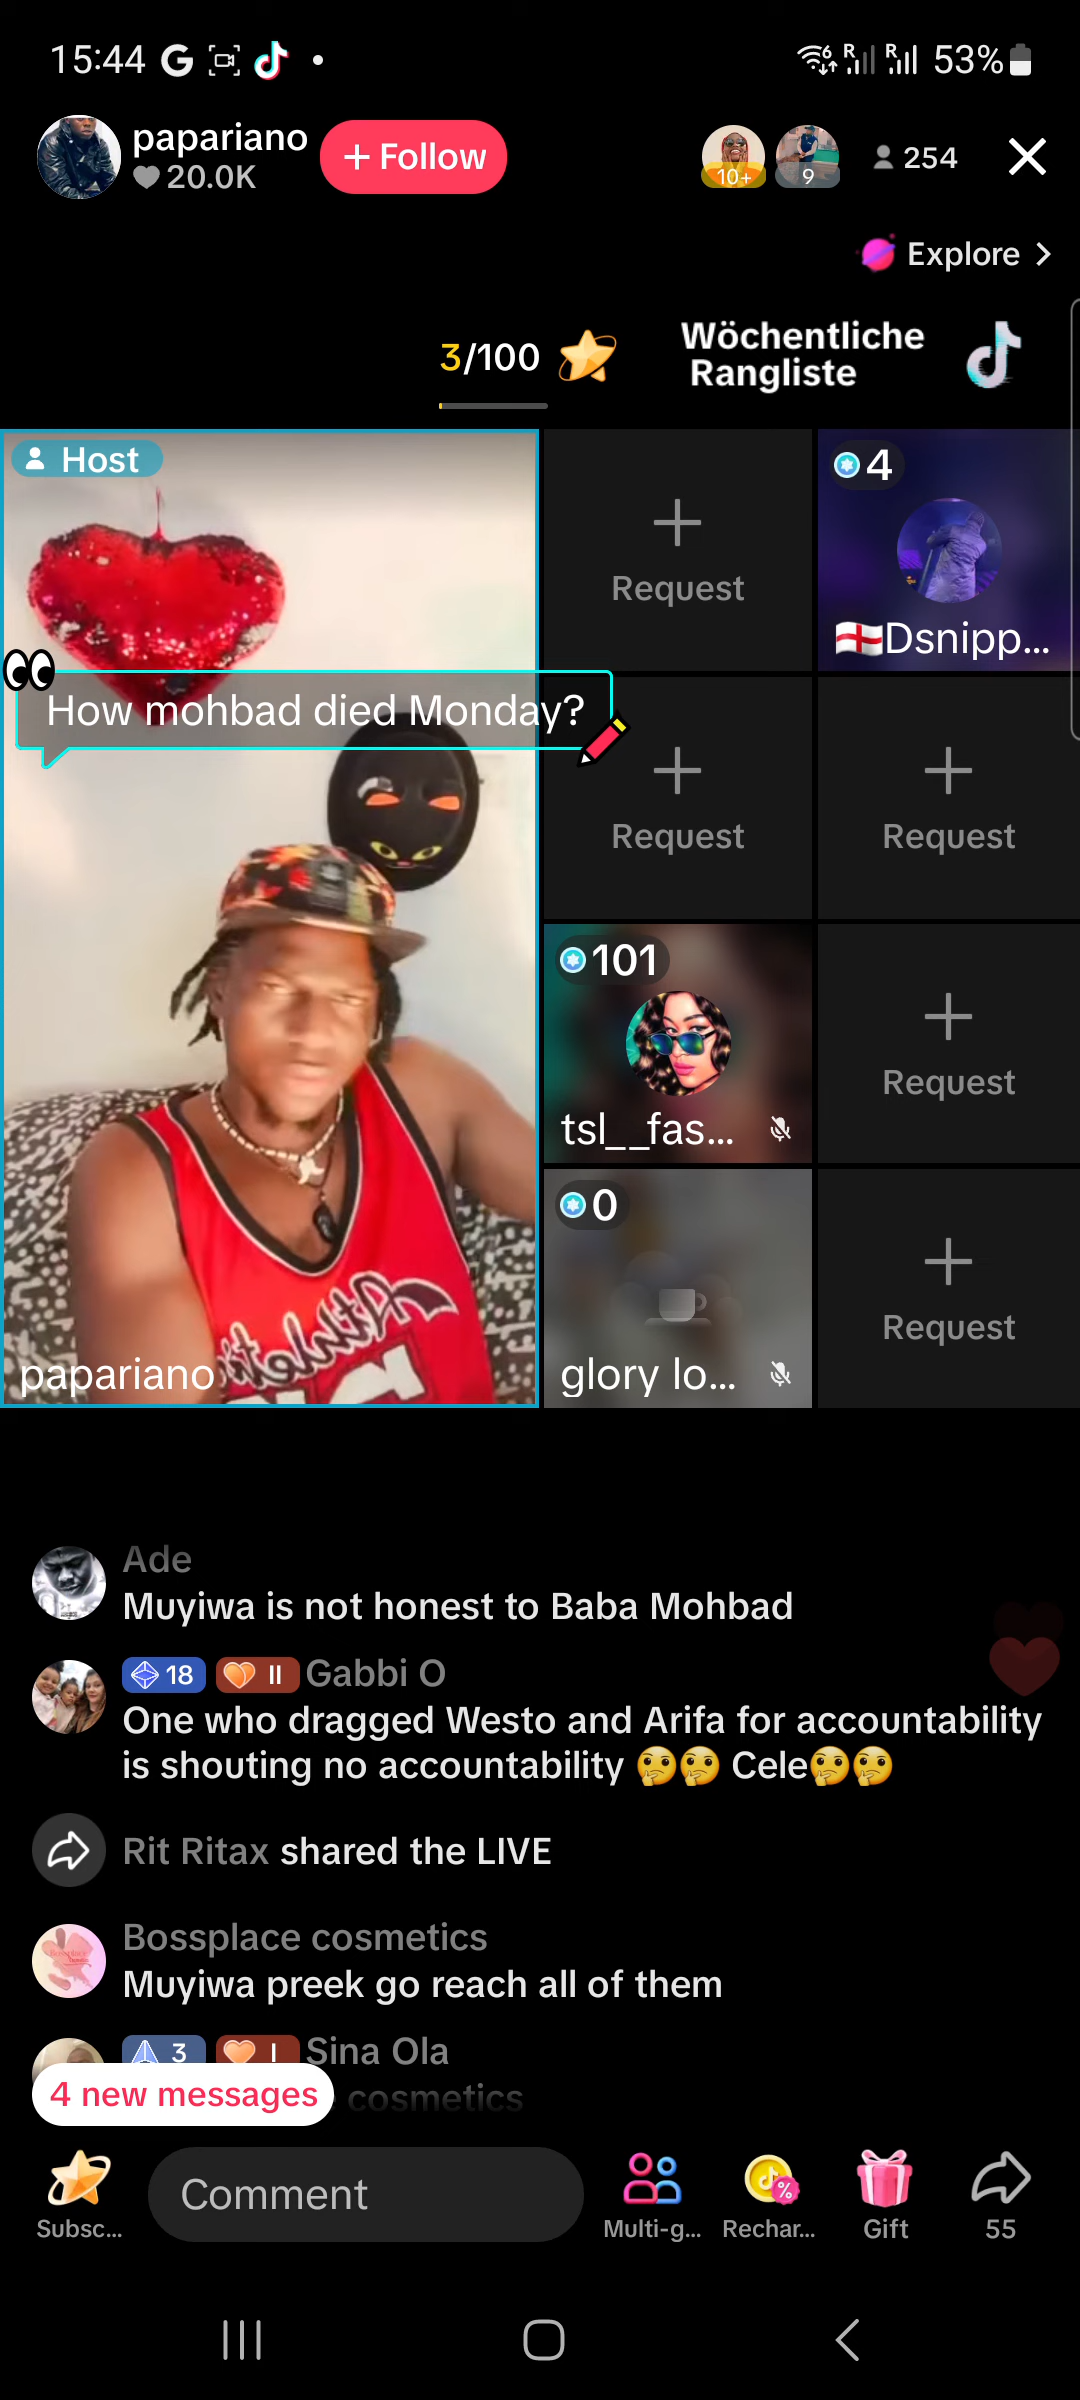 15:44
R R 53%
papariano
20.0K
+ Follow
10+
9
254
Explore
3/100
Wöchentliche
Rangliste
Host
Request
4
Dsnipp...
How mohbad died Monday?
Request
Request
101
tsl__fas...
Request
0
glory lo...
Request
papariano
Ade
Muyiwa is not honest to Baba Mohbad
18 II Gabbi O
One who dragged Westo and Arifa for accountability
is shouting no accountability 🤔🤔 Cele🤔🤔
Rit Ritax shared the LIVE
Bossplace cosmetics
Muyiwa preek go reach all of them
3 I Sina Ola
cosmetics
4 new messages
Comment
Subsc...
Multi-g...
Rechar...
Gift
55